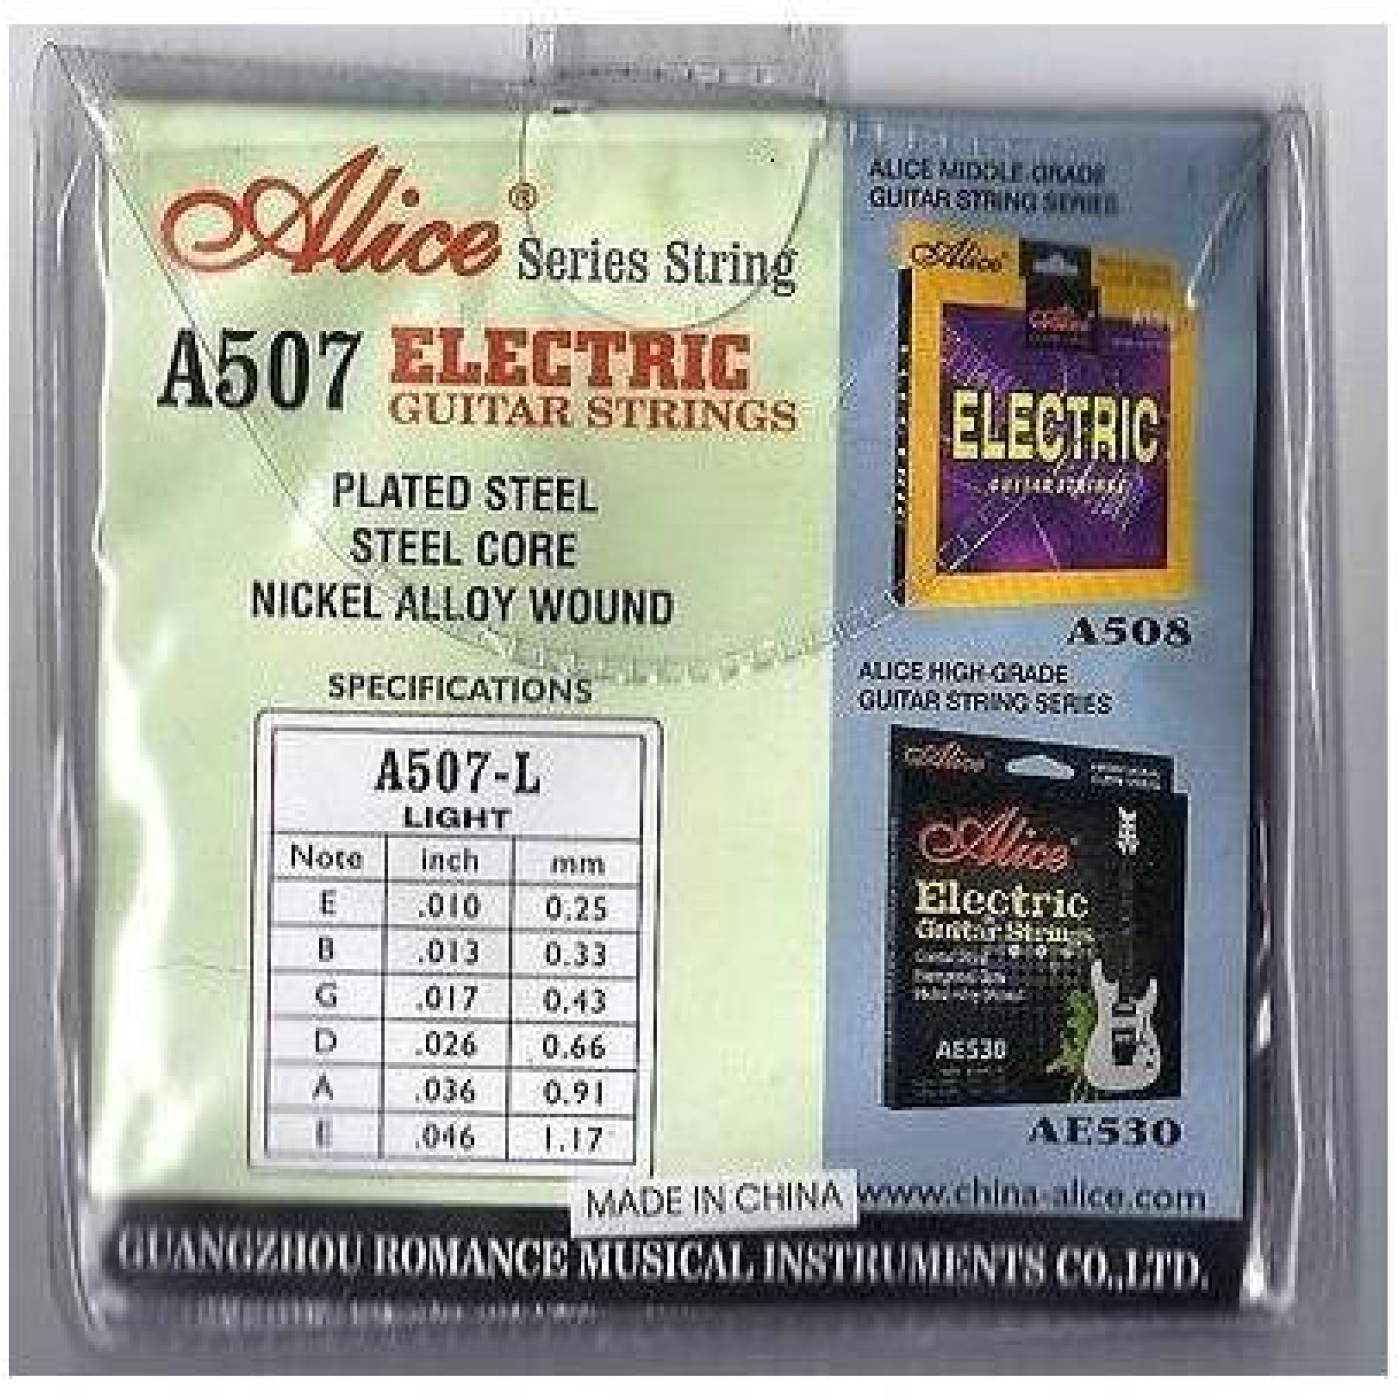 Alice® Series String
A507 ELECTRIC
GUITAR STRINGS
PLATED STEEL
STEEL CORE
NICKEL ALLOY WOUND
SPECIFICATIONS
A507-L
LIGHT
Note inch mm
E .010 0.25
B .013 0.33
G .017 0.43
D .026 0.66
A .036 0.91
E .046 1.17
ALICE MIDDLE-GRADE
GUITAR STRING SERIES
Alice
Alice
ELECTRIC
GUITAR STRINGS
A508
ALICE HIGH-GRADE
GUITAR STRING SERIES
Alice
Alice
Electric
Guitar Strings
AE530
AE530
MADE IN CHINA
www.china-alice.com
GUANGZHOU ROMANCE MUSICAL INSTRUMENTS CO.,LTD.